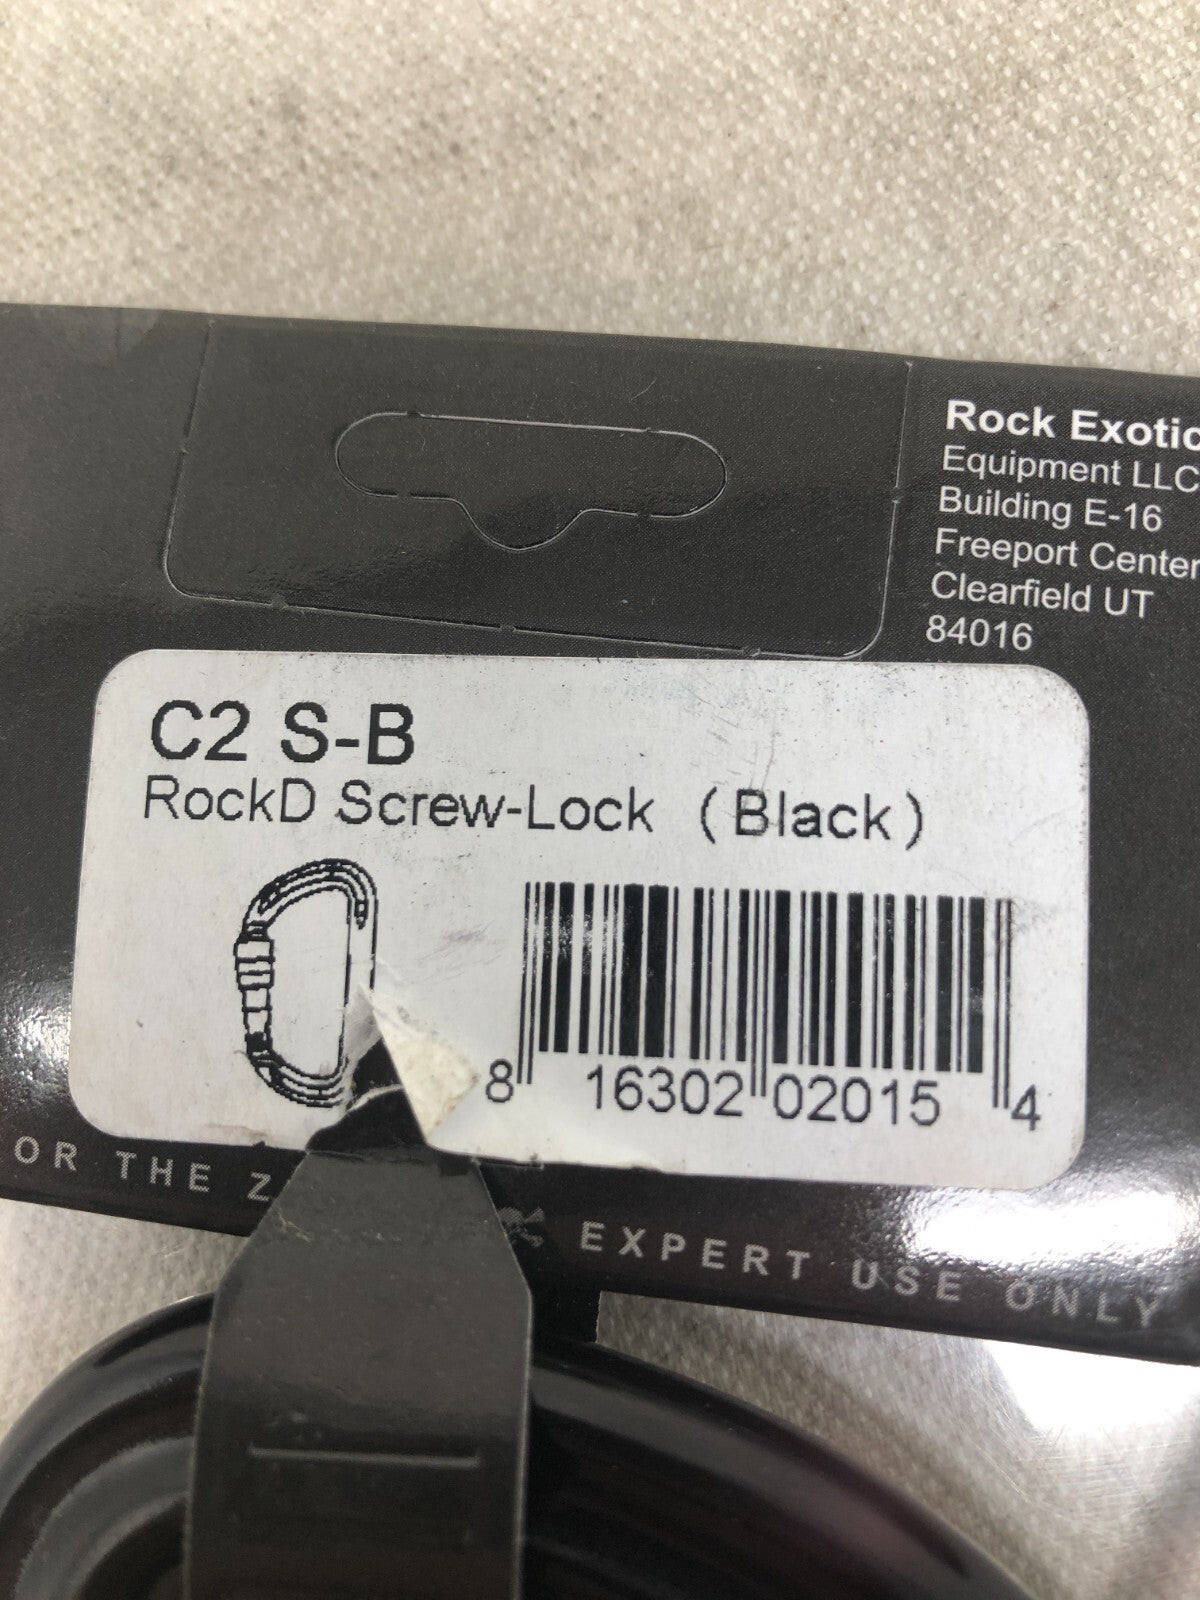 Rock Exotic
Equipment LLC
Building E-16
Freeport Center
Clearfield UT
84016
C2 S-B
RockD Screw-Lock (Black)
8 16302 02015 4
OR THE Z
EXPERT USE ONLY